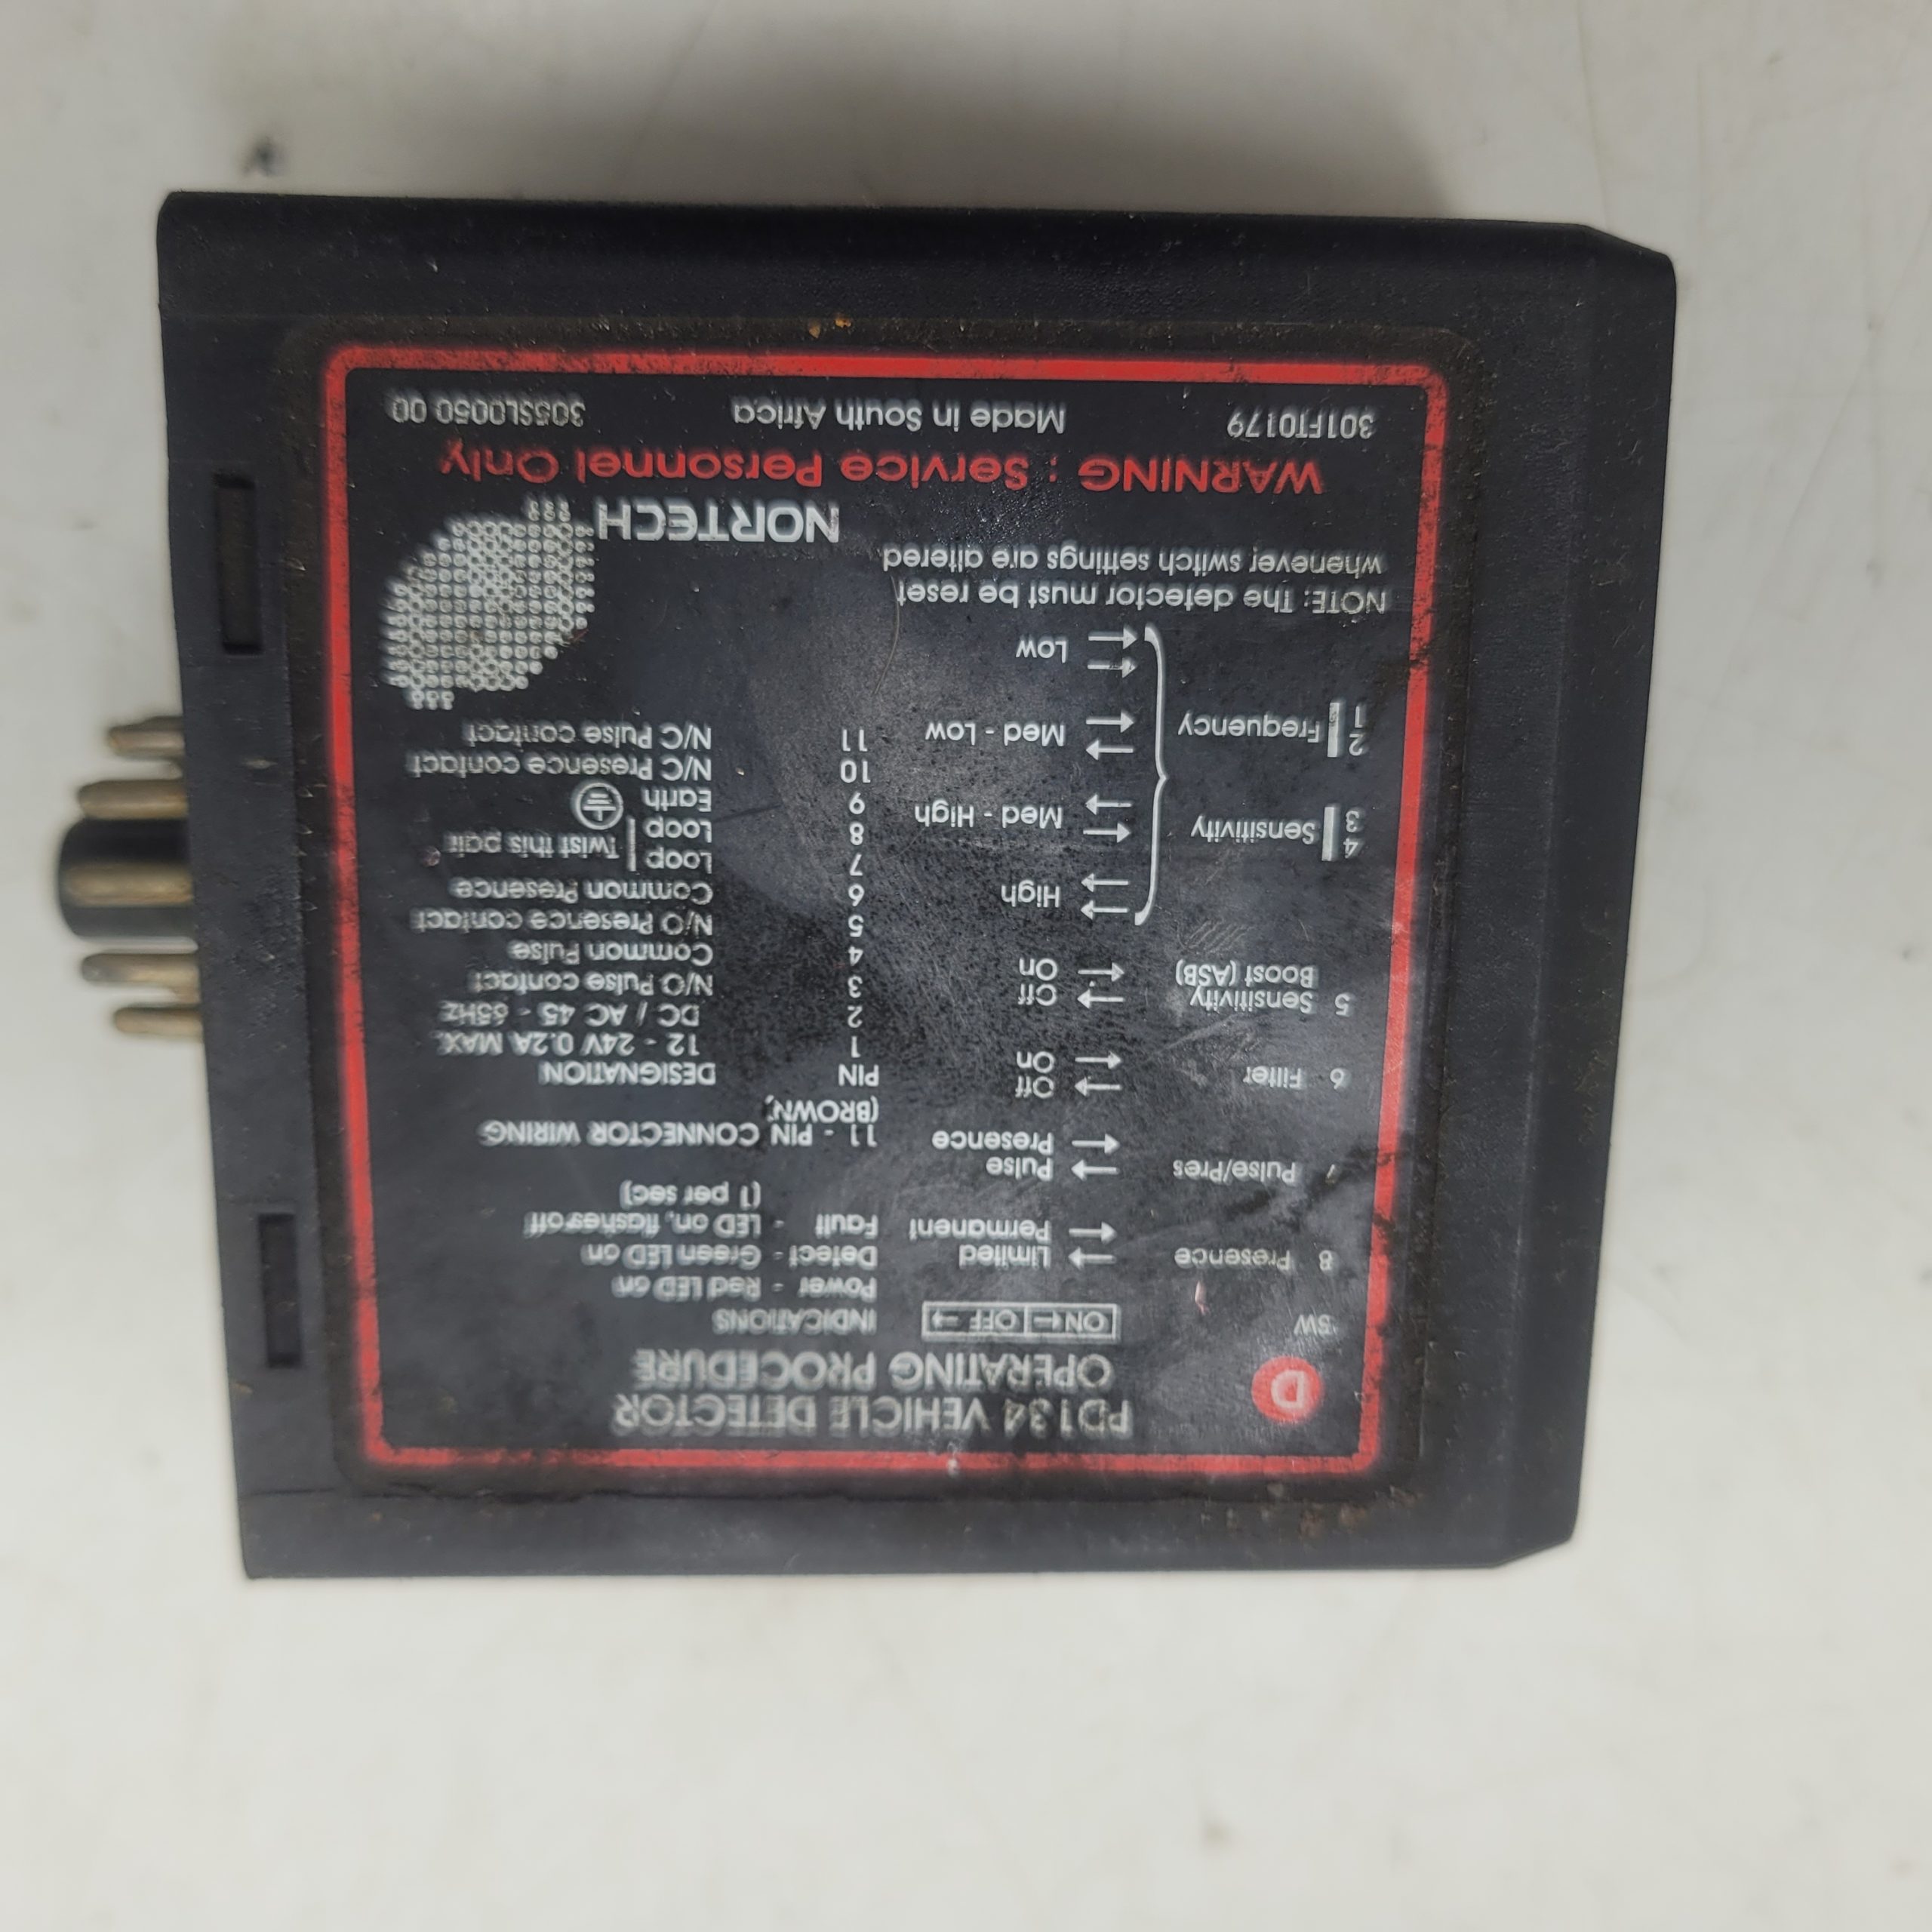 PD134 VEHICLE DETECTOR
OPERATING PROCEDURE
D
SW
ON ← OFF →
8 Presence
← Limited
→ Permanent
Pulse/Pres
← Pulse
→ Presence
6 Filter
← Off
→ On
5 Sensitivity
Boost (ASB)
← Off
→ On
4
3 Sensitivity
2
1 Frequency
High
Med - High
Med - Low
Low
NOTE: The detector must be reset
whenever switch settings are altered
INDICATIONS
Power - Red LED on
Detect - Green LED on
Fault - LED on, flashes off
(1 per sec)
11 - PIN CONNECTOR WIRING
(BROWN)
PIN DESIGNATION
1 12 - 24V 0.2A MAX.
2 DC / AC 45 - 65Hz
3 N/O Pulse contact
4 Common Pulse
5 N/O Presence contact
6 Common Presence
7 Loop
8 Loop
Twist this pair
9 Earth
10 N/C Presence contact
11 N/C Pulse contact
NORTECH
WARNING : Service Personnel Only
301FT0179 Made in South Africa 305SL0050 00